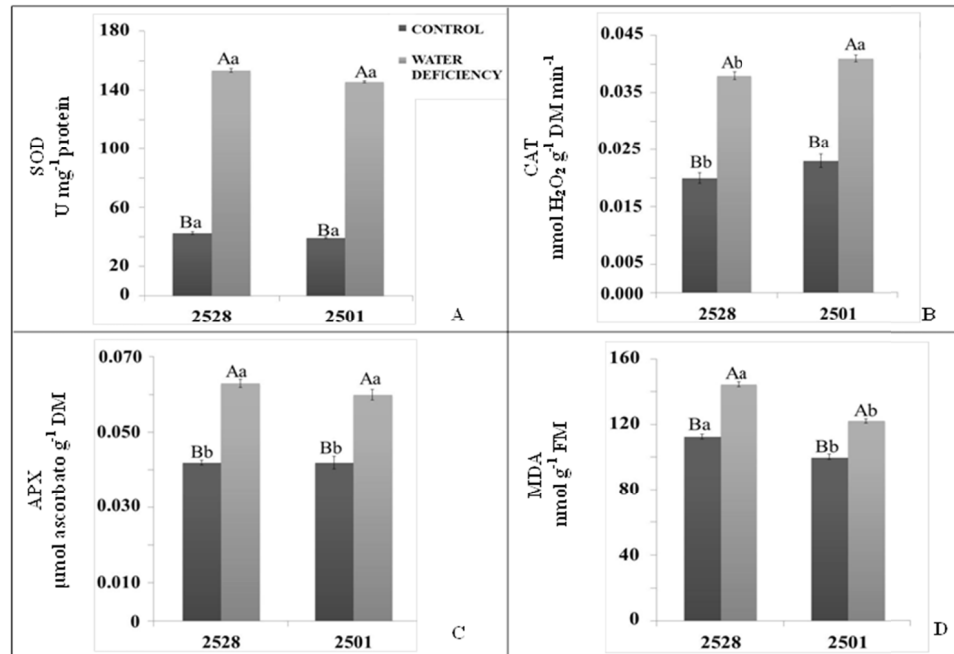 180
140
100
60
20
0
SOD
U mg⁻¹protein
CONTROL
WATER
DEFICIENCY
Ba
Aa
Ba
Aa
2528
2501
A
0.045
0.035
0.025
0.015
0.005
0.000
CAT
nmol H₂O₂ g⁻¹ DM min⁻¹
Bb
Ab
Ba
Aa
2528
2501
B
0.070
0.050
0.030
0.010
0
APX
µmol ascorbato g⁻¹ DM
Bb
Aa
Bb
Aa
2528
2501
C
160
120
80
40
0
MDA
nmol g⁻¹ FM
Ba
Aa
Bb
Ab
2528
2501
D